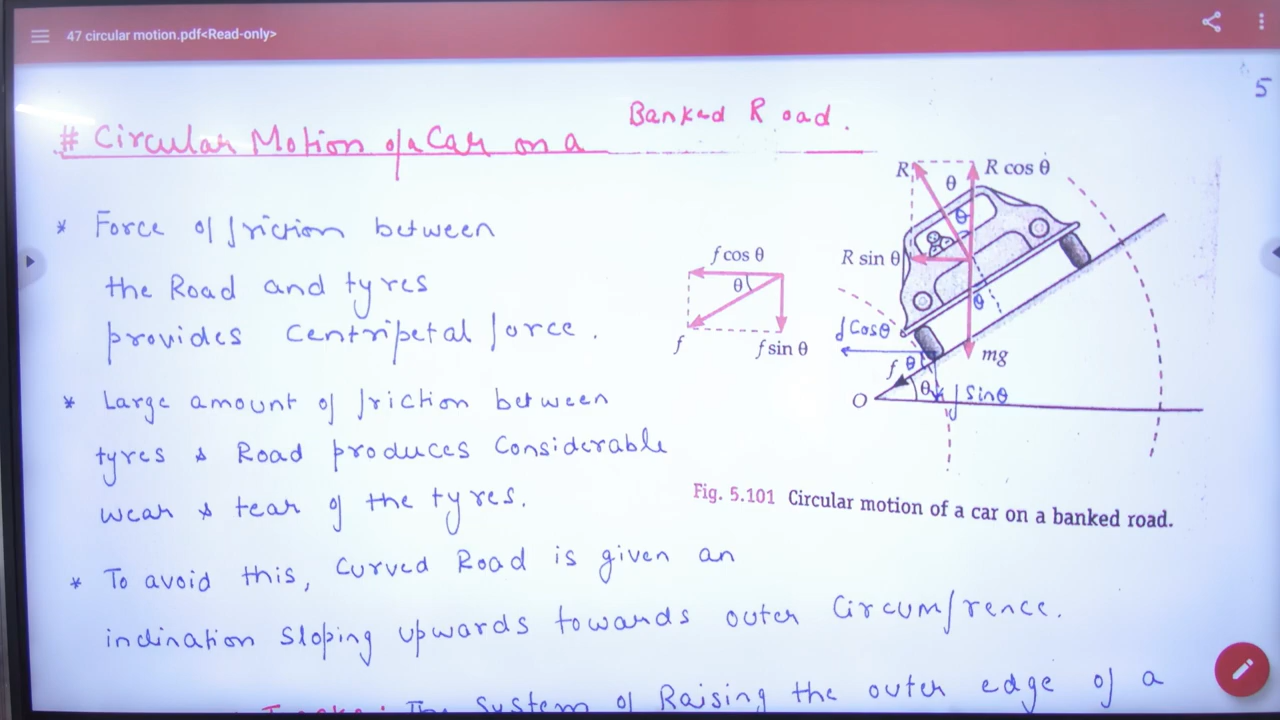 47 circular motion.pdf<Read-only>
5
# Circular Motion of a Car on a Banked Road.
* Force of friction between
the Road and tyres
provides Centripetal force.
* Large amount of friction between
tyres & Road produces Considerable
wear & tear of the tyres.
* To avoid this, Curved Road is given an
inclination sloping upwards towards outer Circumfrence.
The System of Raising the outer edge of a
f cos θ
θ
f
f sin θ
R
R cos θ
θ
θ
R sin θ
θ
f Cosθ
mg
f θ
θ
f Sinθ
O
Fig. 5.101 Circular motion of a car on a banked road.